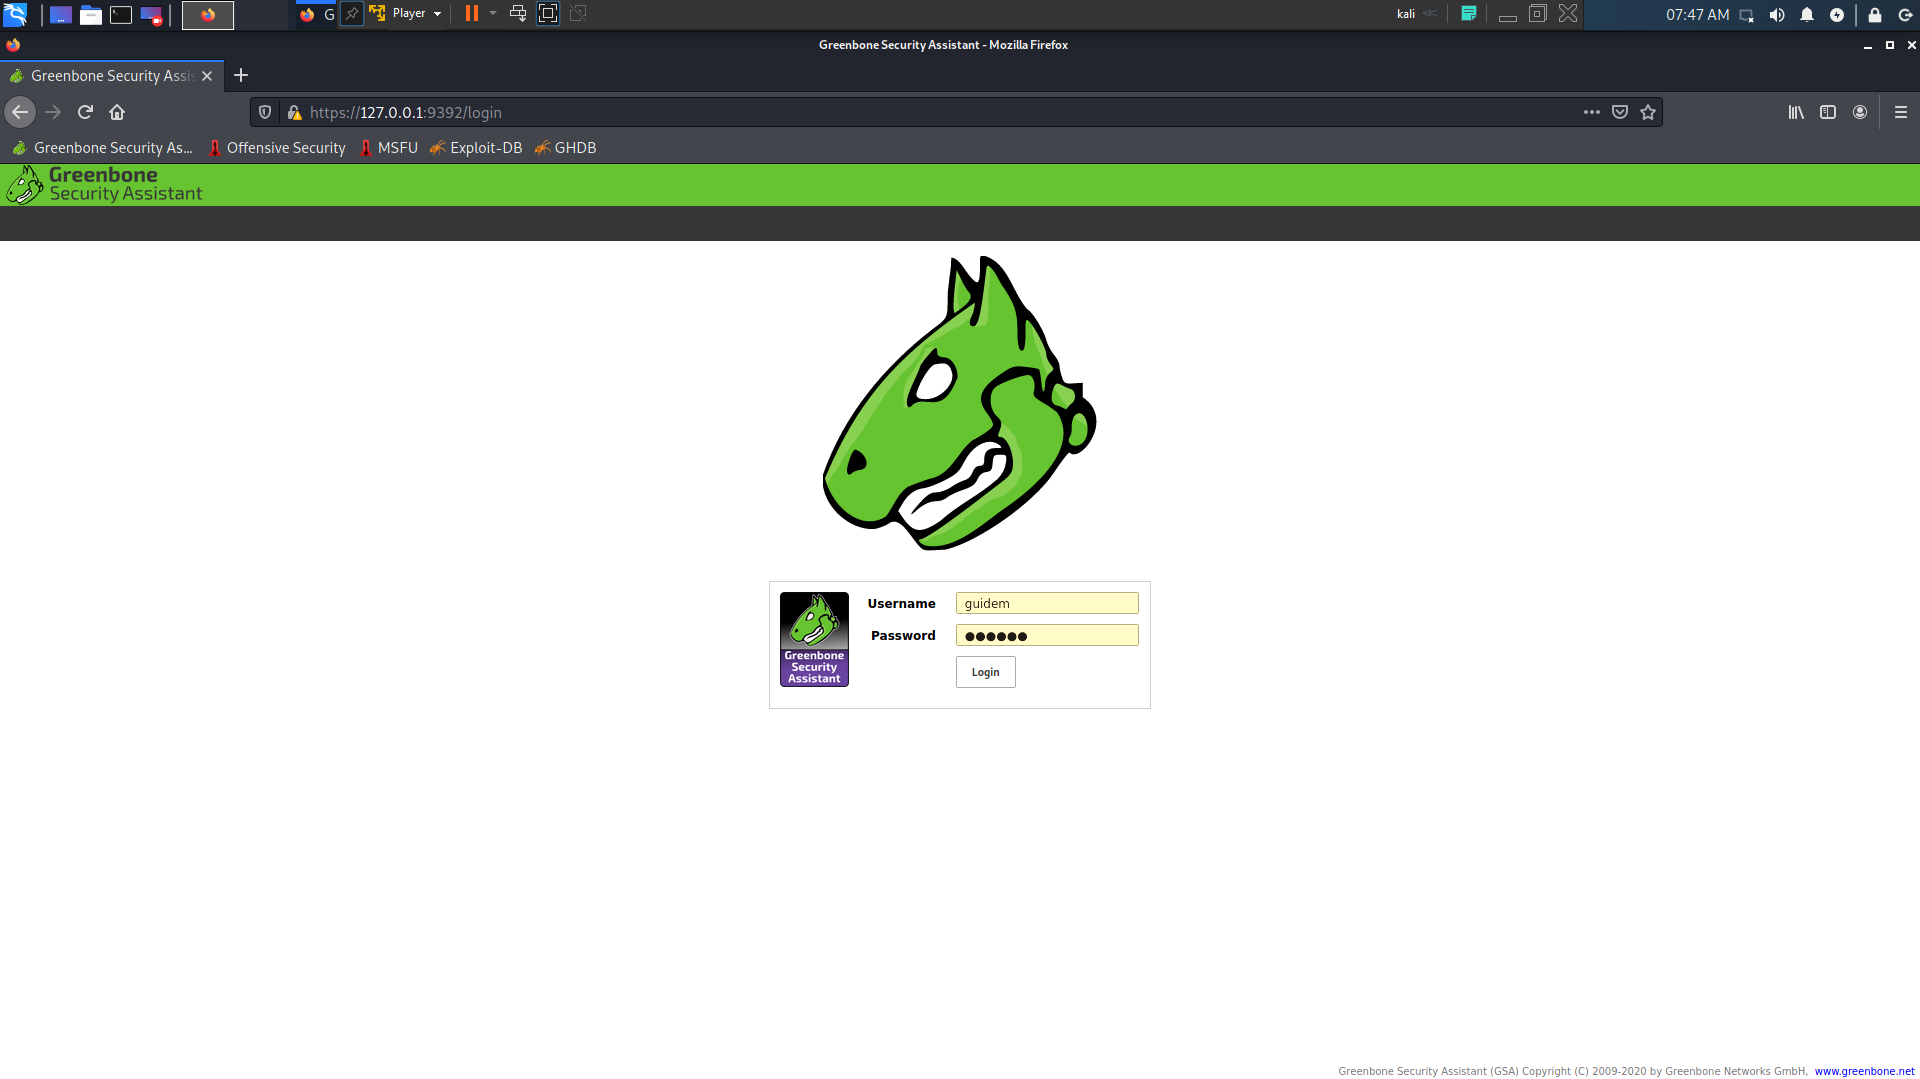 G
Player
kali
07:47 AM
Greenbone Security Assistant - Mozilla Firefox
Greenbone Security Assis
https://127.0.0.1:9392/login
Greenbone Security As...
Offensive Security
MSFU
Exploit-DB
GHDB
Greenbone
Security Assistant
Greenbone
Security
Assistant
Username
guidem
Password
Login
Greenbone Security Assistant (GSA) Copyright (C) 2009-2020 by Greenbone Networks GmbH, www.greenbone.net